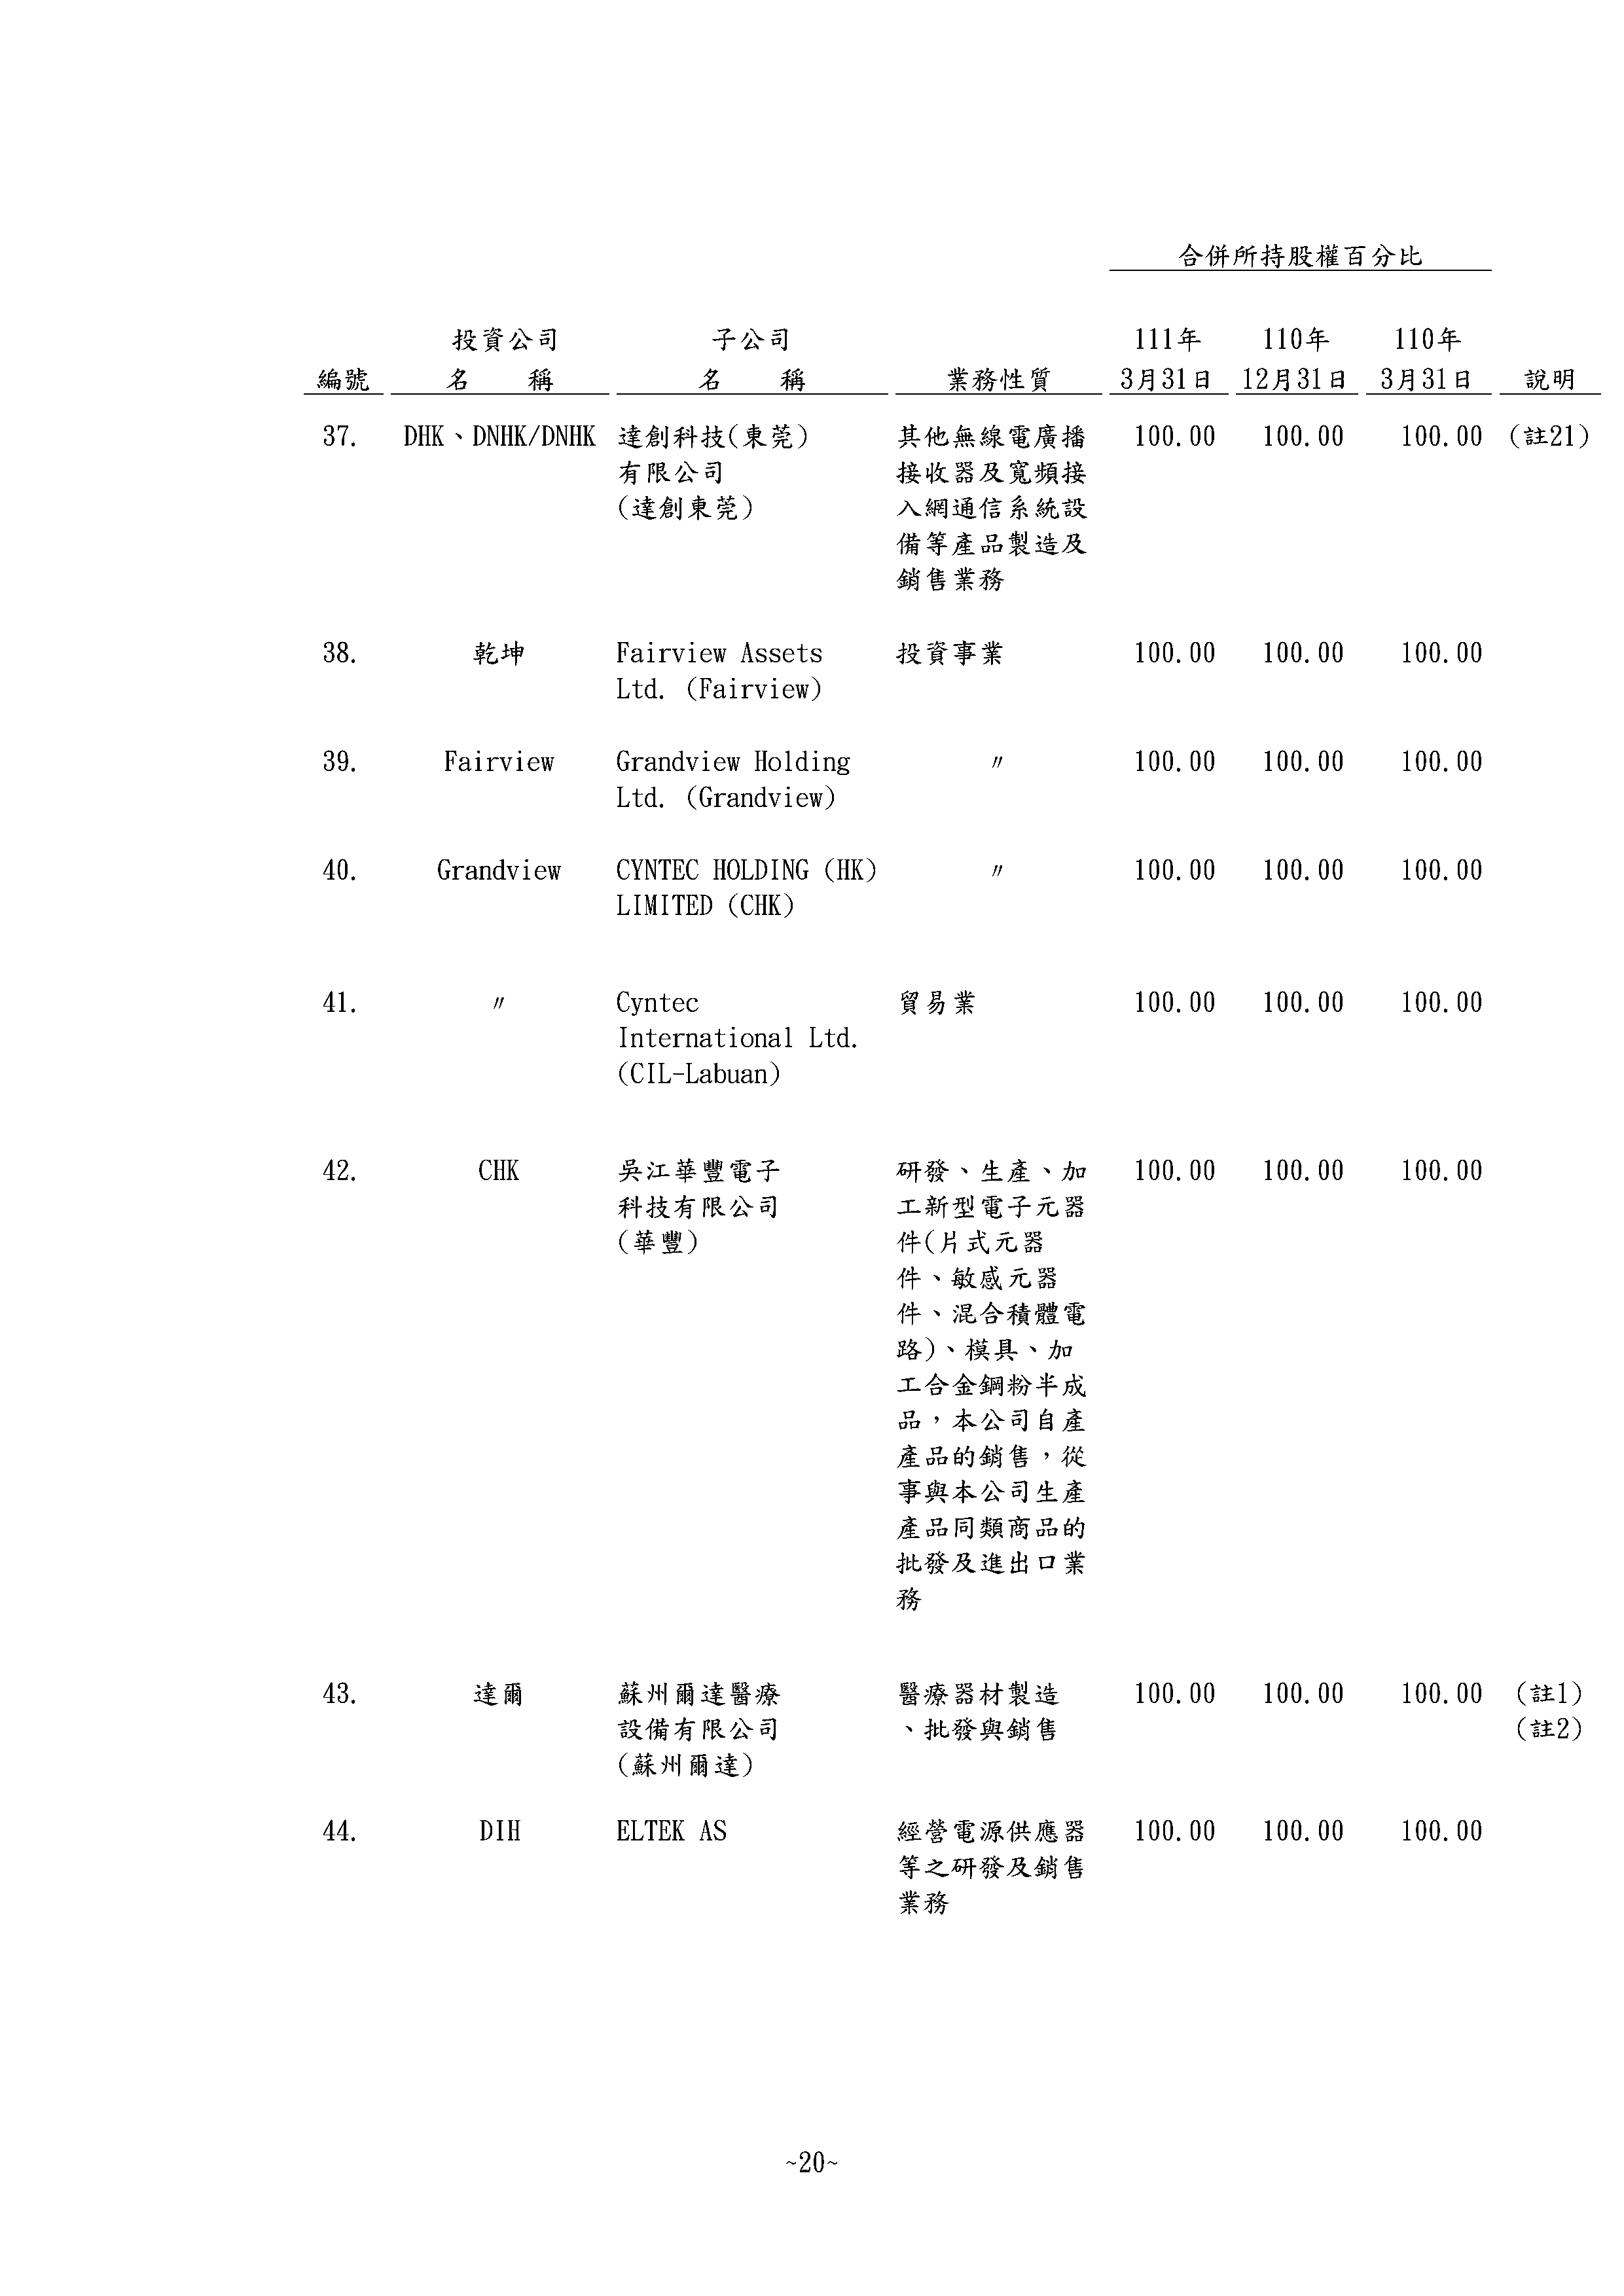 合併所持股權百分比
投資公司 子公司 111年 110年 110年
編號 名 稱 名 稱 業務性質 3月31日 12月31日 3月31日 說明
37. DHK、DNHK/DNHK 達創科技(東莞) 其他無線電廣播 100.00 100.00 100.00 (註21)
有限公司 接收器及寬頻接
(達創東莞) 入網通信系統設
備等產品製造及
銷售業務
38. 乾坤 Fairview Assets 投資事業 100.00 100.00 100.00
Ltd. (Fairview)
39. Fairview Grandview Holding 〃 100.00 100.00 100.00
Ltd. (Grandview)
40. Grandview CYNTEC HOLDING (HK) 〃 100.00 100.00 100.00
LIMITED (CHK)
41. 〃 Cyntec 貿易業 100.00 100.00 100.00
International Ltd.
(CIL-Labuan)
42. CHK 吳江華豐電子 研發、生產、加 100.00 100.00 100.00
科技有限公司 工新型電子元器
(華豐) 件(片式元器
件、敏感元器
件、混合積體電
路)、模具、加
工合金鋼粉半成
品，本公司自產
產品的銷售，從
事與本公司生產
產品同類商品的
批發及進出口業
務
43. 達爾 蘇州爾達醫療 醫療器材製造 100.00 100.00 100.00 (註1)
設備有限公司 、批發與銷售 (註2)
(蘇州爾達)
44. DIH ELTEK AS 經營電源供應器 100.00 100.00 100.00
等之研發及銷售
業務
~20~